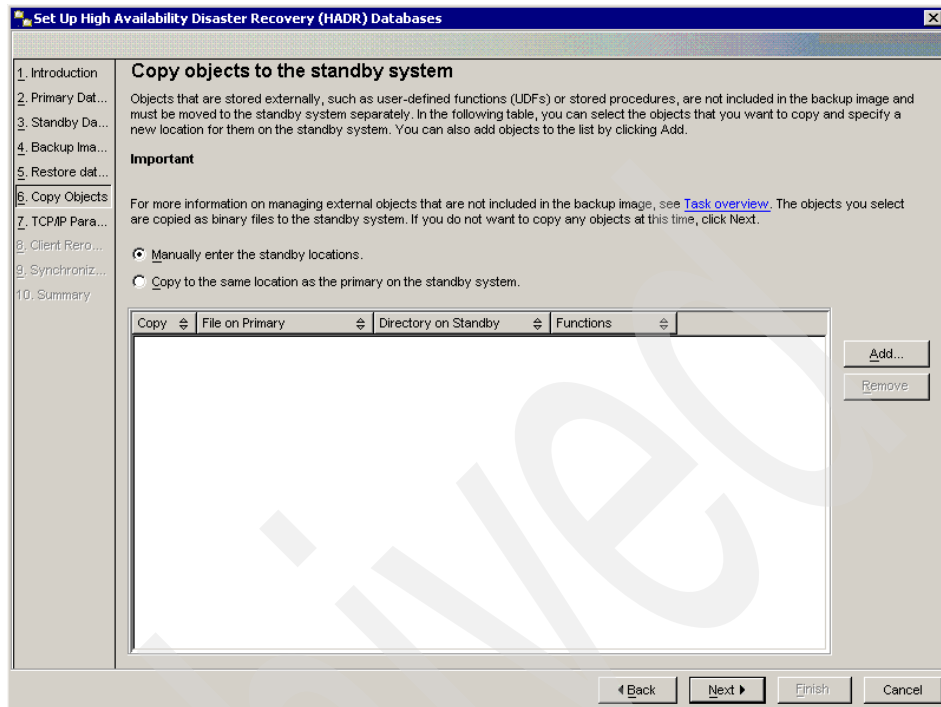 Set Up High Availability Disaster Recovery (HADR) Databases
1. Introduction
2. Primary Dat...
3. Standby Da...
4. Backup Ima...
5. Restore dat...
6. Copy Objects
7. TCP/IP Para...
8. Client Rero...
9. Synchroniz...
10. Summary
Copy objects to the standby system
Objects that are stored externally, such as user-defined functions (UDFs) or stored procedures, are not included in the backup image and
must be moved to the standby system separately. In the following table, you can select the objects that you want to copy and specify a
new location for them on the standby system. You can also add objects to the list by clicking Add.
Important
For more information on managing external objects that are not included in the backup image, see Task overview. The objects you select
are copied as binary files to the standby system. If you do not want to copy any objects at this time, click Next.
Manually enter the standby locations.
Copy to the same location as the primary on the standby system.
Copy File on Primary Directory on Standby Functions
Add...
Remove
Back Next Finish Cancel